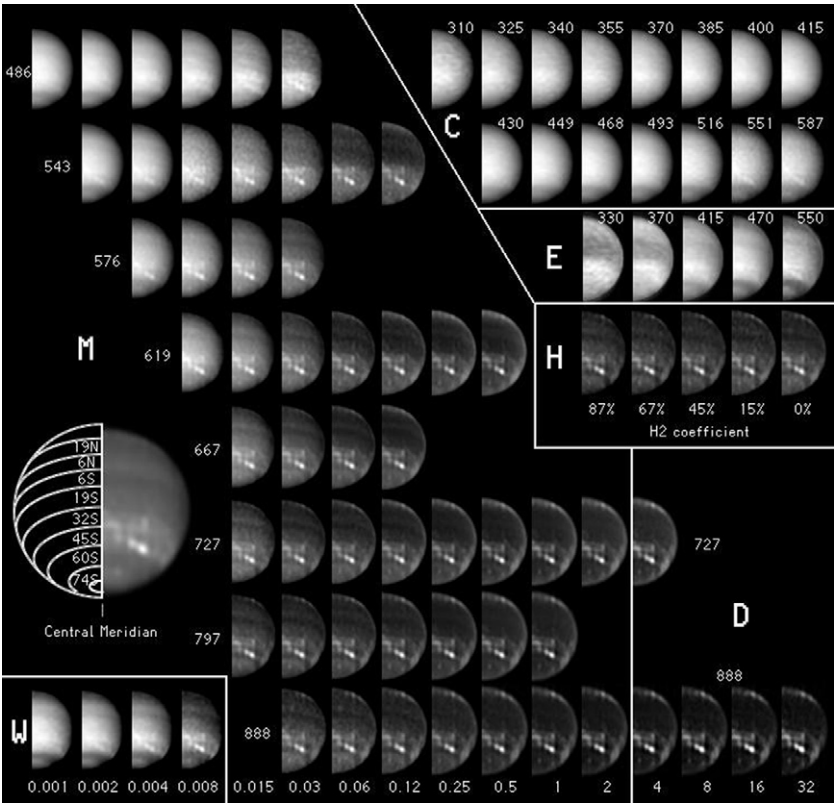 310 325 340 355 370 385 400 415
486
C
430 449 468 493 516 551 587
543
330 370 415 470 550
E
576
M
619
H
87% 67% 45% 15% 0%
H2 coefficient
19N
6N
6S
19S
32S
45S
60S
74S
667
727
727
Central Meridian
797
D
888
W
888
0.001 0.002 0.004 0.008 0.015 0.03 0.06 0.12 0.25 0.5 1 2 4 8 16 32